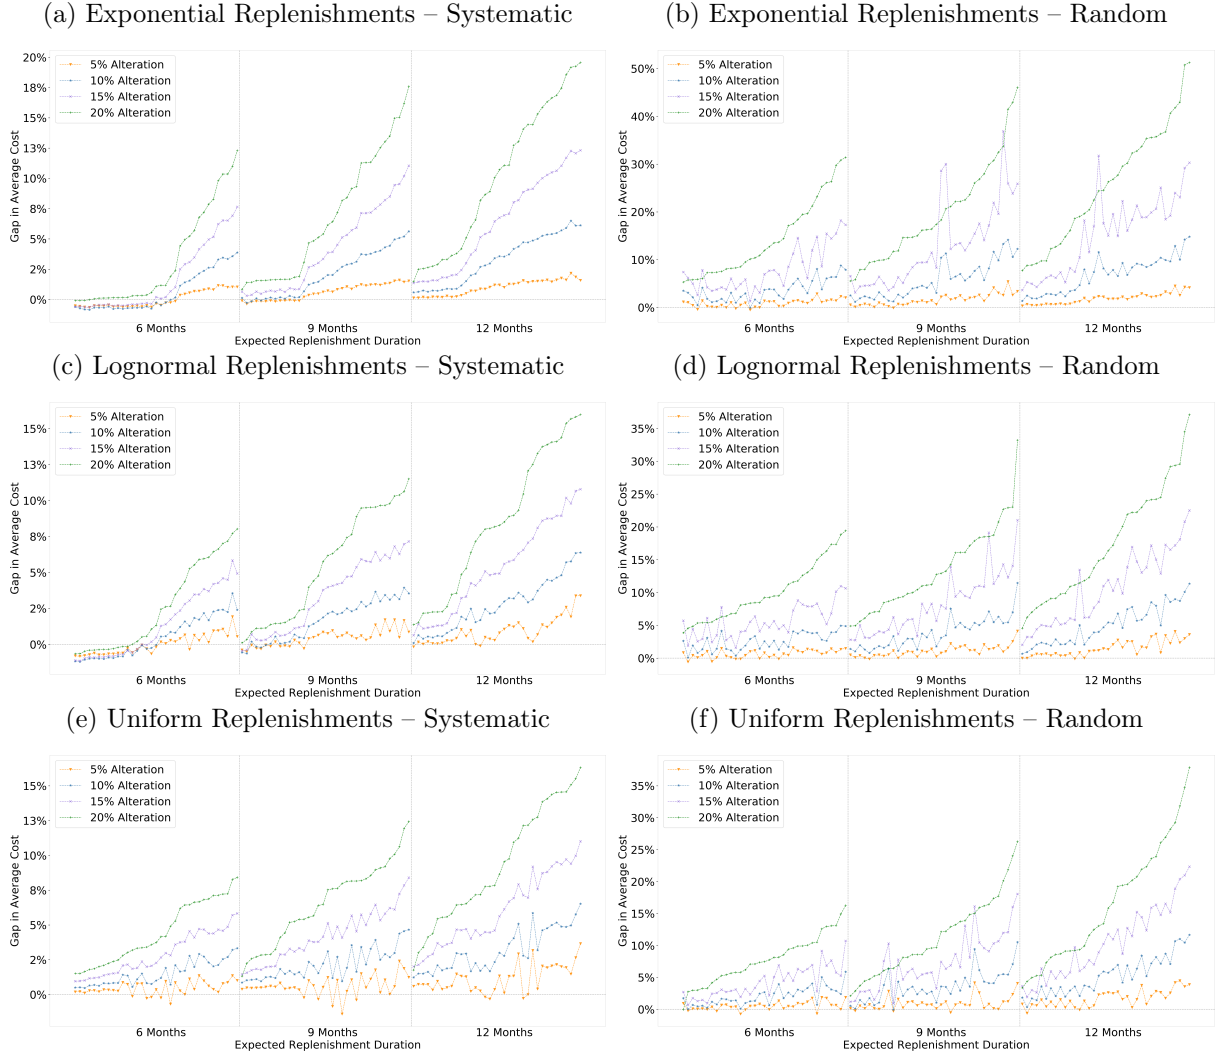 (a) Exponential Replenishments – Systematic
20%
18%
15%
13%
10%
8%
5%
2%
0%
Gap in Average Cost
5% Alteration
10% Alteration
15% Alteration
20% Alteration
6 Months
9 Months
12 Months
Expected Replenishment Duration
(b) Exponential Replenishments – Random
50%
40%
30%
20%
10%
0%
Gap in Average Cost
5% Alteration
10% Alteration
15% Alteration
20% Alteration
6 Months
9 Months
12 Months
Expected Replenishment Duration
(c) Lognormal Replenishments – Systematic
15%
13%
10%
8%
5%
2%
0%
Gap in Average Cost
5% Alteration
10% Alteration
15% Alteration
20% Alteration
6 Months
9 Months
12 Months
Expected Replenishment Duration
(d) Lognormal Replenishments – Random
35%
30%
25%
20%
15%
10%
5%
0%
Gap in Average Cost
5% Alteration
10% Alteration
15% Alteration
20% Alteration
6 Months
9 Months
12 Months
Expected Replenishment Duration
(e) Uniform Replenishments – Systematic
15%
13%
10%
8%
5%
2%
0%
Gap in Average Cost
5% Alteration
10% Alteration
15% Alteration
20% Alteration
6 Months
9 Months
12 Months
Expected Replenishment Duration
(f) Uniform Replenishments – Random
35%
30%
25%
20%
15%
10%
5%
0%
Gap in Average Cost
5% Alteration
10% Alteration
15% Alteration
20% Alteration
6 Months
9 Months
12 Months
Expected Replenishment Duration